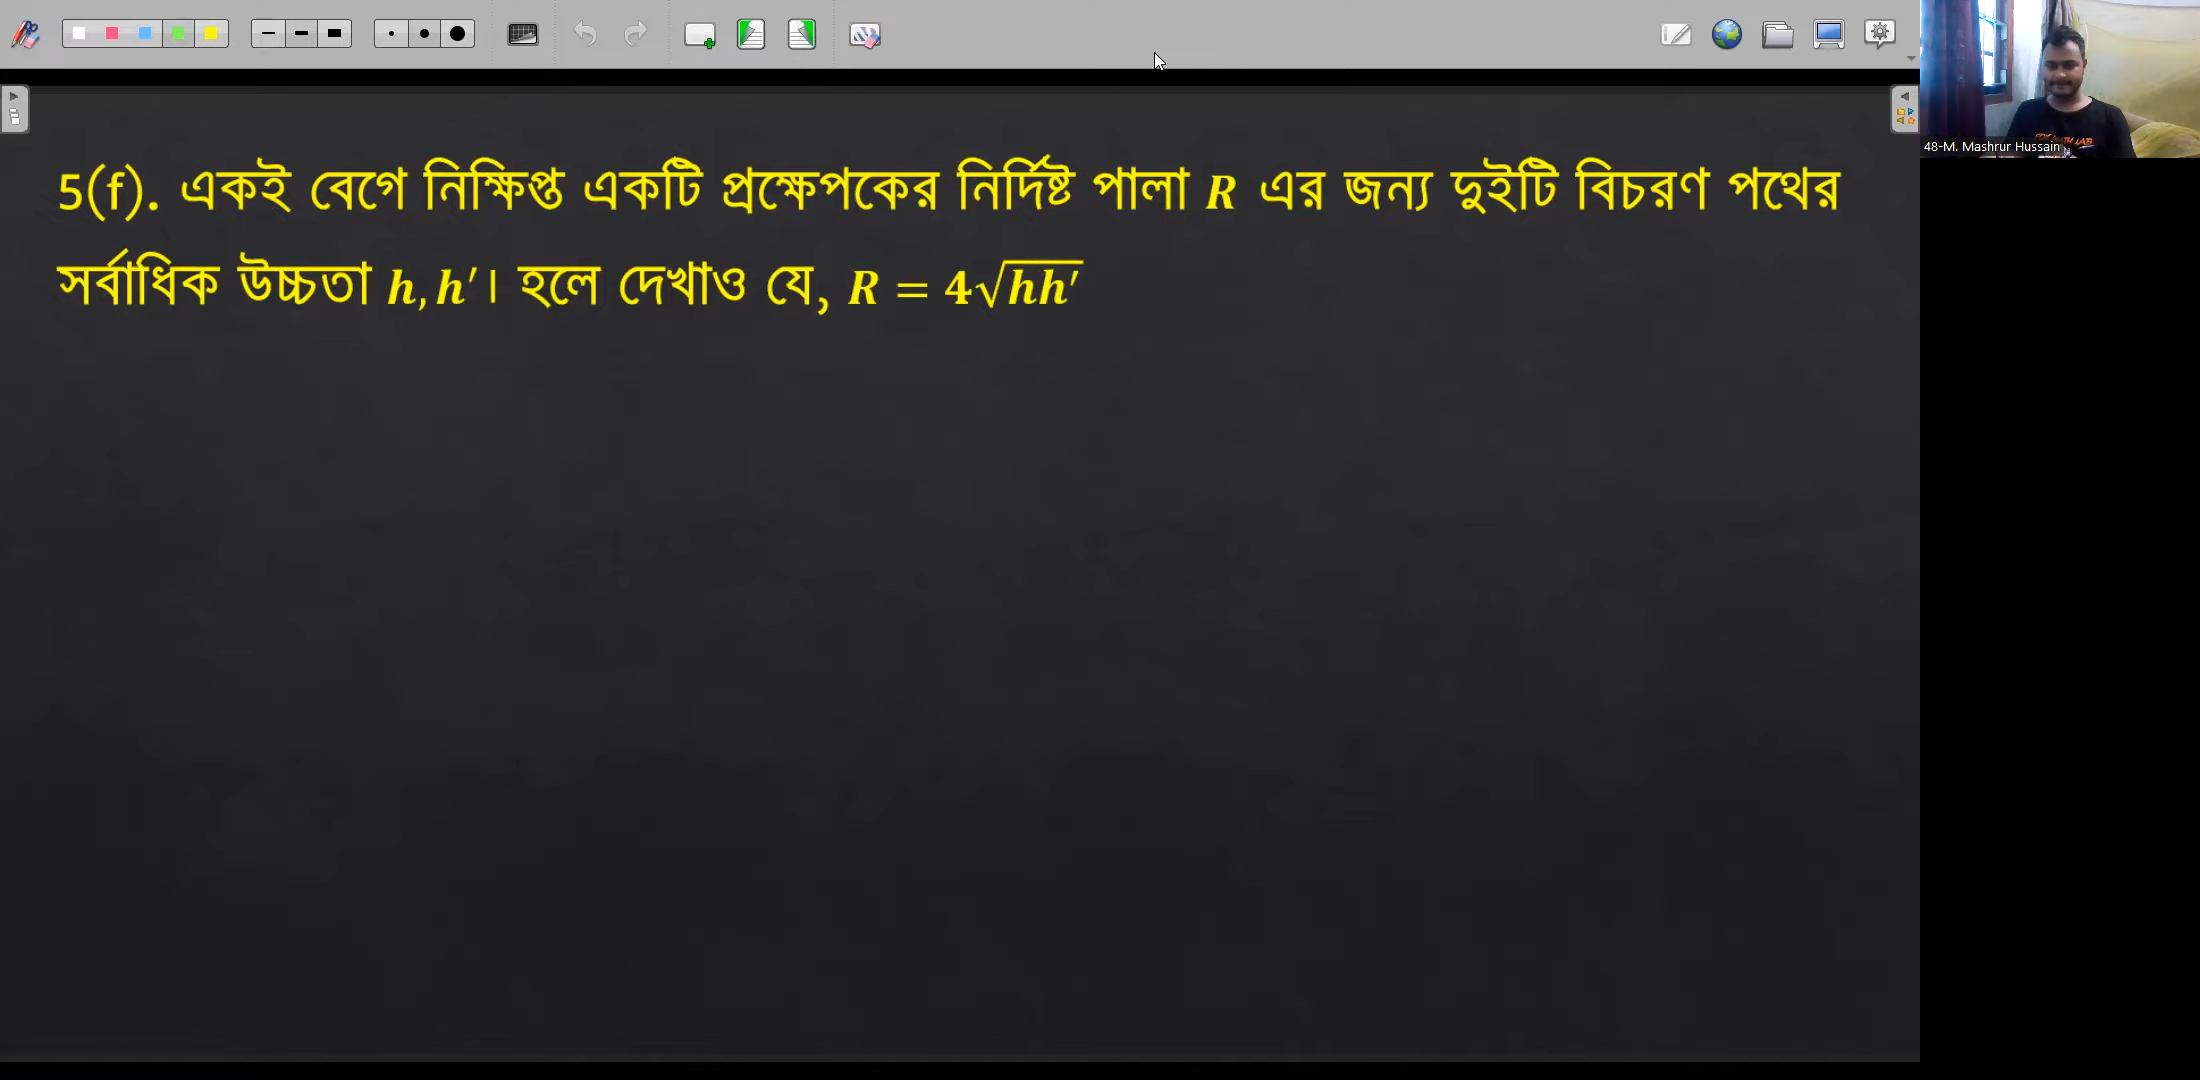 48-M. Mashrur Hussain
5(f). একই বেগে নিক্ষিপ্ত একটি প্রক্ষেপকের নির্দিষ্ট পালা R এর জন্য দুইটি বিচরণ পথের
সর্বাধিক উচ্চতা h, h′। হলে দেখাও যে, R = 4√hh′